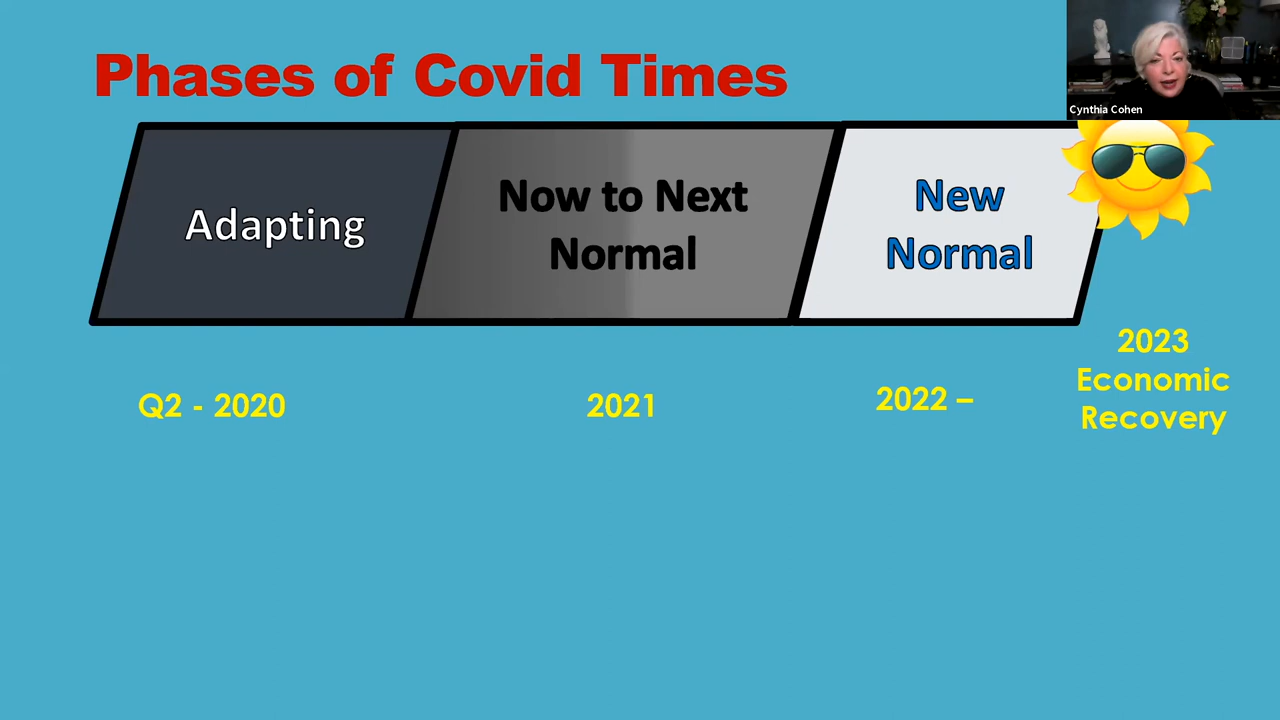 Phases of Covid Times
Cynthia Cohen
Adapting
Now to Next
Normal
New
Normal
Q2 - 2020
2021
2022 –
2023
Economic
Recovery